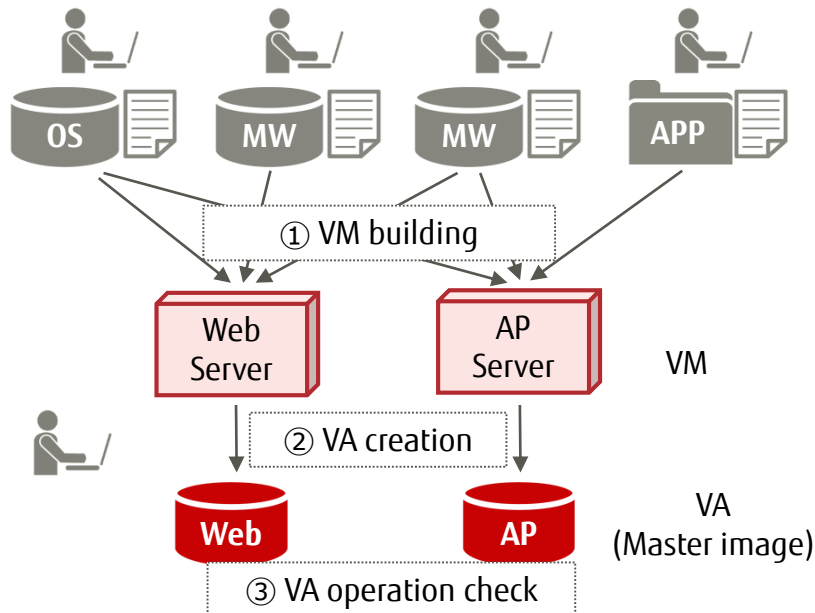 OS
MW
MW
APP
① VM building
Web
Server
AP
Server
VM
② VA creation
Web
AP
VA
(Master image)
③ VA operation check